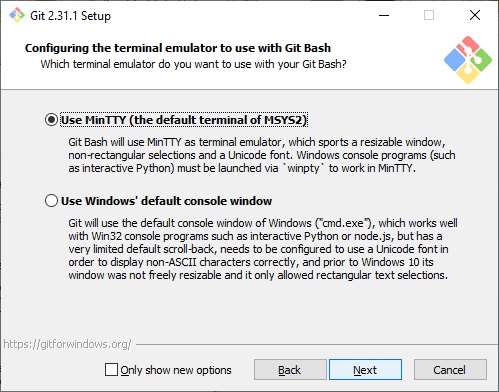 Git 2.31.1 Setup
Configuring the terminal emulator to use with Git Bash
Which terminal emulator do you want to use with your Git Bash?
Use MinTTY (the default terminal of MSYS2)
Git Bash will use MinTTY as terminal emulator, which sports a resizable window,
non-rectangular selections and a Unicode font. Windows console programs (such
as interactive Python) must be launched via `winpty` to work in MinTTY.
Use Windows' default console window
Git will use the default console window of Windows ("cmd.exe"), which works well
with Win32 console programs such as interactive Python or node.js, but has a
very limited default scroll-back, needs to be configured to use a Unicode font in
order to display non-ASCII characters correctly, and prior to Windows 10 its
window was not freely resizable and it only allowed rectangular text selections.
https://gitforwindows.org/
Only show new options
Back
Next
Cancel